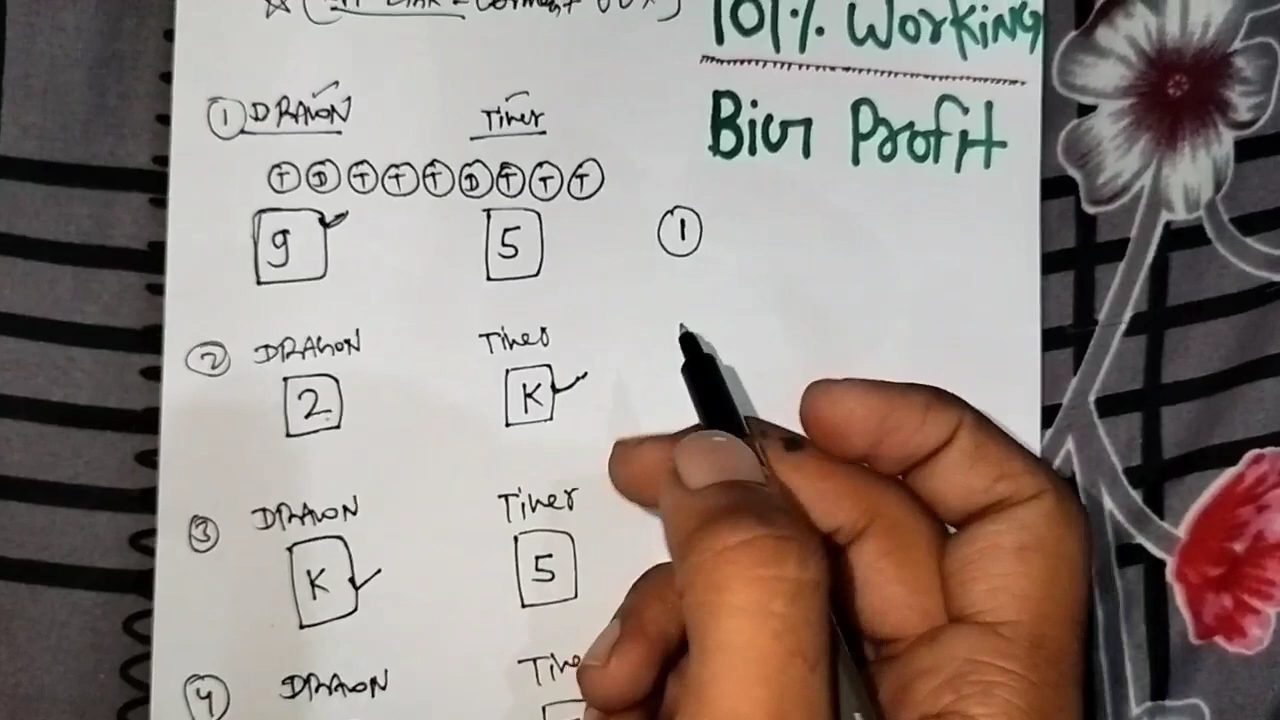 101% Working
Big Profit
① DRAGON Tiger
T D T T T D T T T
9 5 ①
② DRAGON Tiger
2 K
③ DRAGON Tiger
K 5
④ DRAGON Tige